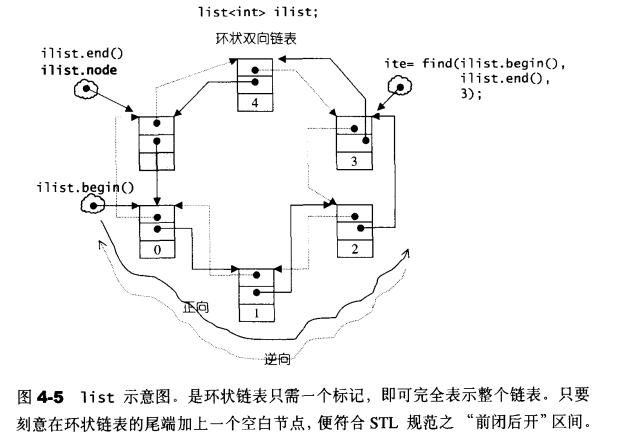 list<int> ilist;
环状双向链表
ilist.end()
ilist.node
ite= find(ilist.begin(),
ilist.end(),
3);
4
3
ilist.begin()
0
2
1
正向
逆向
图 4-5 list 示意图。是环状链表只需一个标记，即可完全表示整个链表。只要
刻意在环状链表的尾端加上一个空白节点，便符合 STL 规范之 “前闭后开”区间。